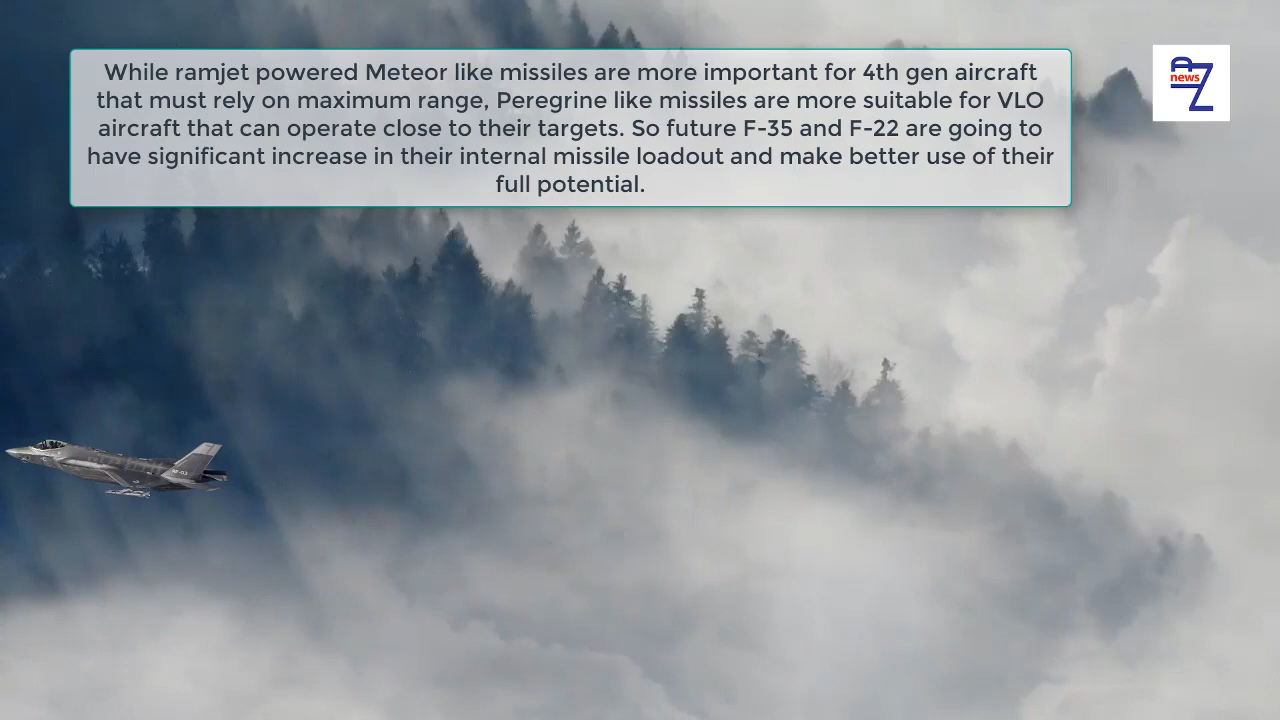 While ramjet powered Meteor like missiles are more important for 4th gen aircraft
that must rely on maximum range, Peregrine like missiles are more suitable for VLO
aircraft that can operate close to their targets. So future F-35 and F-22 are going to
have significant increase in their internal missile loadout and make better use of their
full potential.
A
news
Z